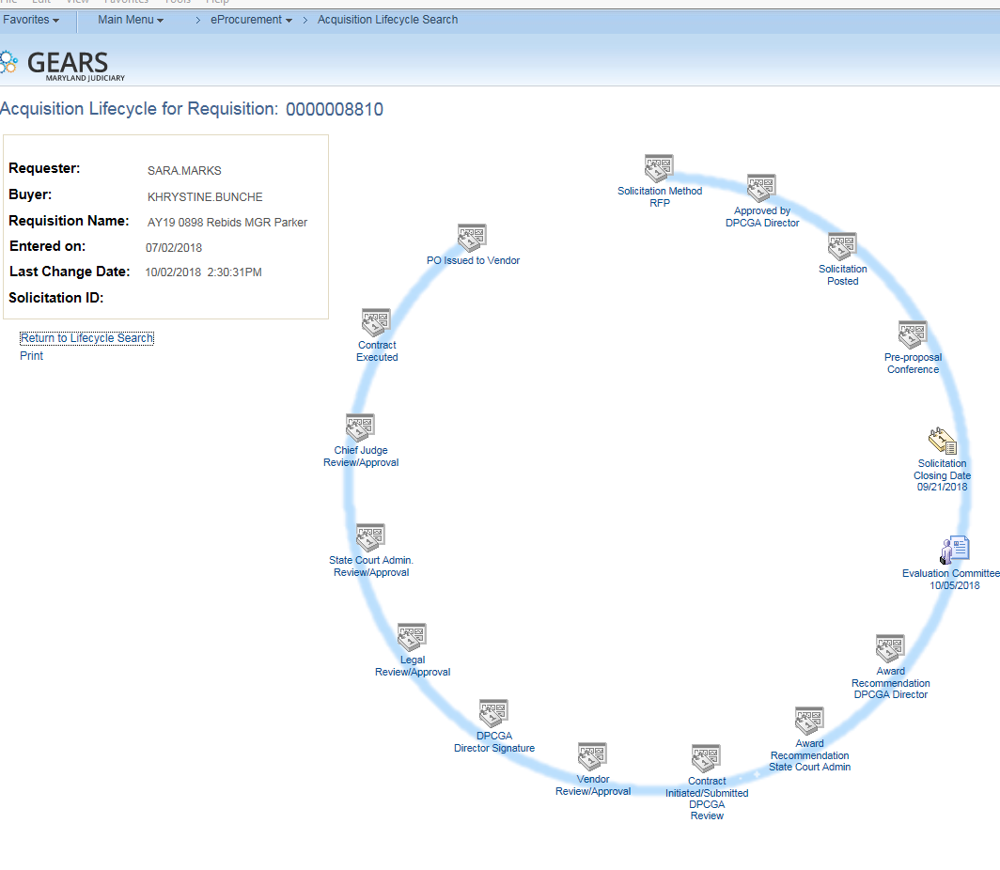 File Edit View Favorites Tools Help
Favorites Main Menu > eProcurement > Acquisition Lifecycle Search
GEARS
MARYLAND JUDICIARY
Acquisition Lifecycle for Requisition: 0000008810
Requester: SARA.MARKS
Buyer: KHRYSTINE.BUNCHE
Requisition Name: AY19 0898 Rebids MGR Parker
Entered on: 07/02/2018
Last Change Date: 10/02/2018 2:30:31PM
Solicitation ID:
Return to Lifecycle Search
Print
Solicitation Method
RFP
Approved by
DPCGA Director
Solicitation
Posted
Pre-proposal
Conference
Solicitation
Closing Date
09/21/2018
Evaluation Committee
10/05/2018
Award
Recommendation
DPCGA Director
Award
Recommendation
State Court Admin
Contract
Initiated/Submitted
DPCGA
Review
Vendor
Review/Approval
DPCGA
Director Signature
Legal
Review/Approval
State Court Admin.
Review/Approval
Chief Judge
Review/Approval
Contract
Executed
PO Issued to Vendor